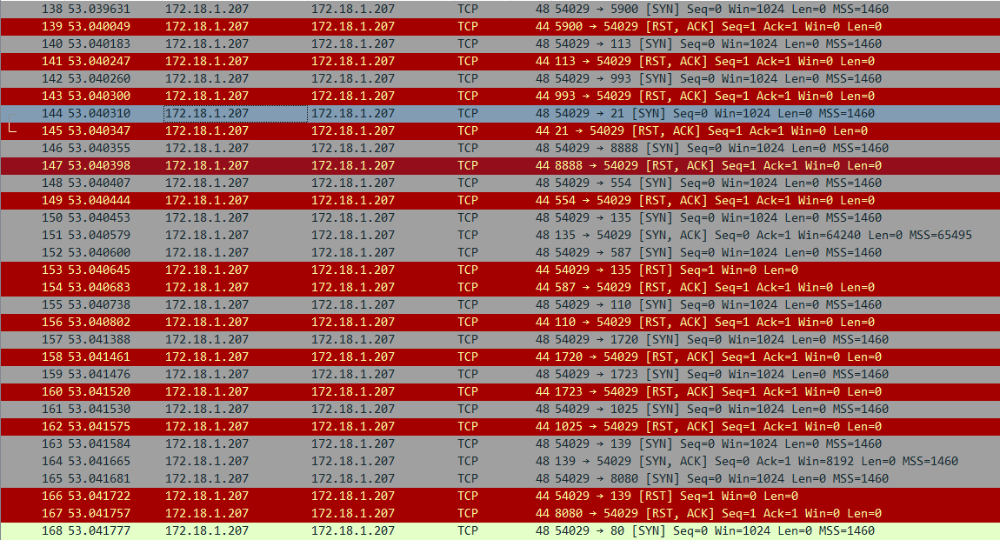 138 53.039631 172.18.1.207 172.18.1.207 TCP 48 54029 → 5900 [SYN] Seq=0 Win=1024 Len=0 MSS=1460
139 53.040049 172.18.1.207 172.18.1.207 TCP 44 5900 → 54029 [RST, ACK] Seq=1 Ack=1 Win=0 Len=0
140 53.040183 172.18.1.207 172.18.1.207 TCP 48 54029 → 113 [SYN] Seq=0 Win=1024 Len=0 MSS=1460
141 53.040247 172.18.1.207 172.18.1.207 TCP 44 113 → 54029 [RST, ACK] Seq=1 Ack=1 Win=0 Len=0
142 53.040260 172.18.1.207 172.18.1.207 TCP 48 54029 → 993 [SYN] Seq=0 Win=1024 Len=0 MSS=1460
143 53.040300 172.18.1.207 172.18.1.207 TCP 44 993 → 54029 [RST, ACK] Seq=1 Ack=1 Win=0 Len=0
144 53.040310 172.18.1.207 172.18.1.207 TCP 48 54029 → 21 [SYN] Seq=0 Win=1024 Len=0 MSS=1460
145 53.040347 172.18.1.207 172.18.1.207 TCP 44 21 → 54029 [RST, ACK] Seq=1 Ack=1 Win=0 Len=0
146 53.040355 172.18.1.207 172.18.1.207 TCP 48 54029 → 8888 [SYN] Seq=0 Win=1024 Len=0 MSS=1460
147 53.040398 172.18.1.207 172.18.1.207 TCP 44 8888 → 54029 [RST, ACK] Seq=1 Ack=1 Win=0 Len=0
148 53.040407 172.18.1.207 172.18.1.207 TCP 48 54029 → 554 [SYN] Seq=0 Win=1024 Len=0 MSS=1460
149 53.040444 172.18.1.207 172.18.1.207 TCP 44 554 → 54029 [RST, ACK] Seq=1 Ack=1 Win=0 Len=0
150 53.040453 172.18.1.207 172.18.1.207 TCP 48 54029 → 135 [SYN] Seq=0 Win=1024 Len=0 MSS=1460
151 53.040579 172.18.1.207 172.18.1.207 TCP 48 135 → 54029 [SYN, ACK] Seq=0 Ack=1 Win=64240 Len=0 MSS=65495
152 53.040600 172.18.1.207 172.18.1.207 TCP 48 54029 → 587 [SYN] Seq=0 Win=1024 Len=0 MSS=1460
153 53.040645 172.18.1.207 172.18.1.207 TCP 44 54029 → 135 [RST] Seq=1 Win=0 Len=0
154 53.040683 172.18.1.207 172.18.1.207 TCP 44 587 → 54029 [RST, ACK] Seq=1 Ack=1 Win=0 Len=0
155 53.040738 172.18.1.207 172.18.1.207 TCP 48 54029 → 110 [SYN] Seq=0 Win=1024 Len=0 MSS=1460
156 53.040802 172.18.1.207 172.18.1.207 TCP 44 110 → 54029 [RST, ACK] Seq=1 Ack=1 Win=0 Len=0
157 53.041388 172.18.1.207 172.18.1.207 TCP 48 54029 → 1720 [SYN] Seq=0 Win=1024 Len=0 MSS=1460
158 53.041461 172.18.1.207 172.18.1.207 TCP 44 1720 → 54029 [RST, ACK] Seq=1 Ack=1 Win=0 Len=0
159 53.041476 172.18.1.207 172.18.1.207 TCP 48 54029 → 1723 [SYN] Seq=0 Win=1024 Len=0 MSS=1460
160 53.041520 172.18.1.207 172.18.1.207 TCP 44 1723 → 54029 [RST, ACK] Seq=1 Ack=1 Win=0 Len=0
161 53.041530 172.18.1.207 172.18.1.207 TCP 48 54029 → 1025 [SYN] Seq=0 Win=1024 Len=0 MSS=1460
162 53.041575 172.18.1.207 172.18.1.207 TCP 44 1025 → 54029 [RST, ACK] Seq=1 Ack=1 Win=0 Len=0
163 53.041584 172.18.1.207 172.18.1.207 TCP 48 54029 → 139 [SYN] Seq=0 Win=1024 Len=0 MSS=1460
164 53.041665 172.18.1.207 172.18.1.207 TCP 48 139 → 54029 [SYN, ACK] Seq=0 Ack=1 Win=8192 Len=0 MSS=1460
165 53.041681 172.18.1.207 172.18.1.207 TCP 48 54029 → 8080 [SYN] Seq=0 Win=1024 Len=0 MSS=1460
166 53.041722 172.18.1.207 172.18.1.207 TCP 44 54029 → 139 [RST] Seq=1 Win=0 Len=0
167 53.041757 172.18.1.207 172.18.1.207 TCP 44 8080 → 54029 [RST, ACK] Seq=1 Ack=1 Win=0 Len=0
168 53.041777 172.18.1.207 172.18.1.207 TCP 48 54029 → 80 [SYN] Seq=0 Win=1024 Len=0 MSS=1460